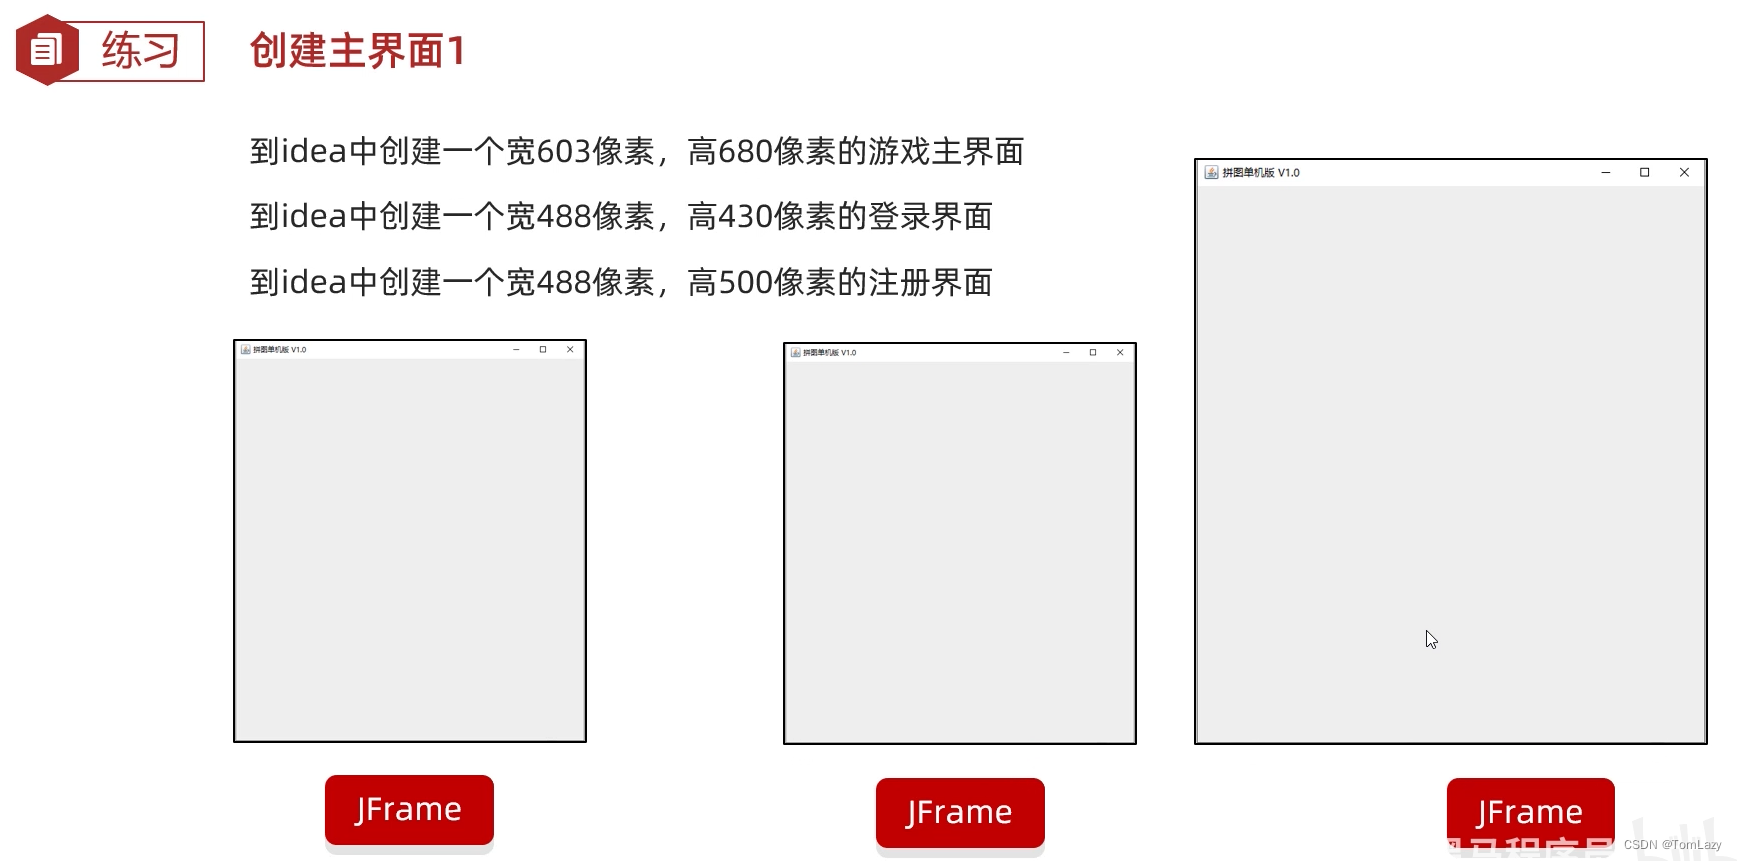 练习
创建主界面1
到idea中创建一个宽603像素，高680像素的游戏主界面
到idea中创建一个宽488像素，高430像素的登录界面
到idea中创建一个宽488像素，高500像素的注册界面
拼图单机版 V1.0
拼图单机版 V1.0
拼图单机版 V1.0
JFrame
JFrame
JFrame
黑马程序员
CSDN @TomLazy